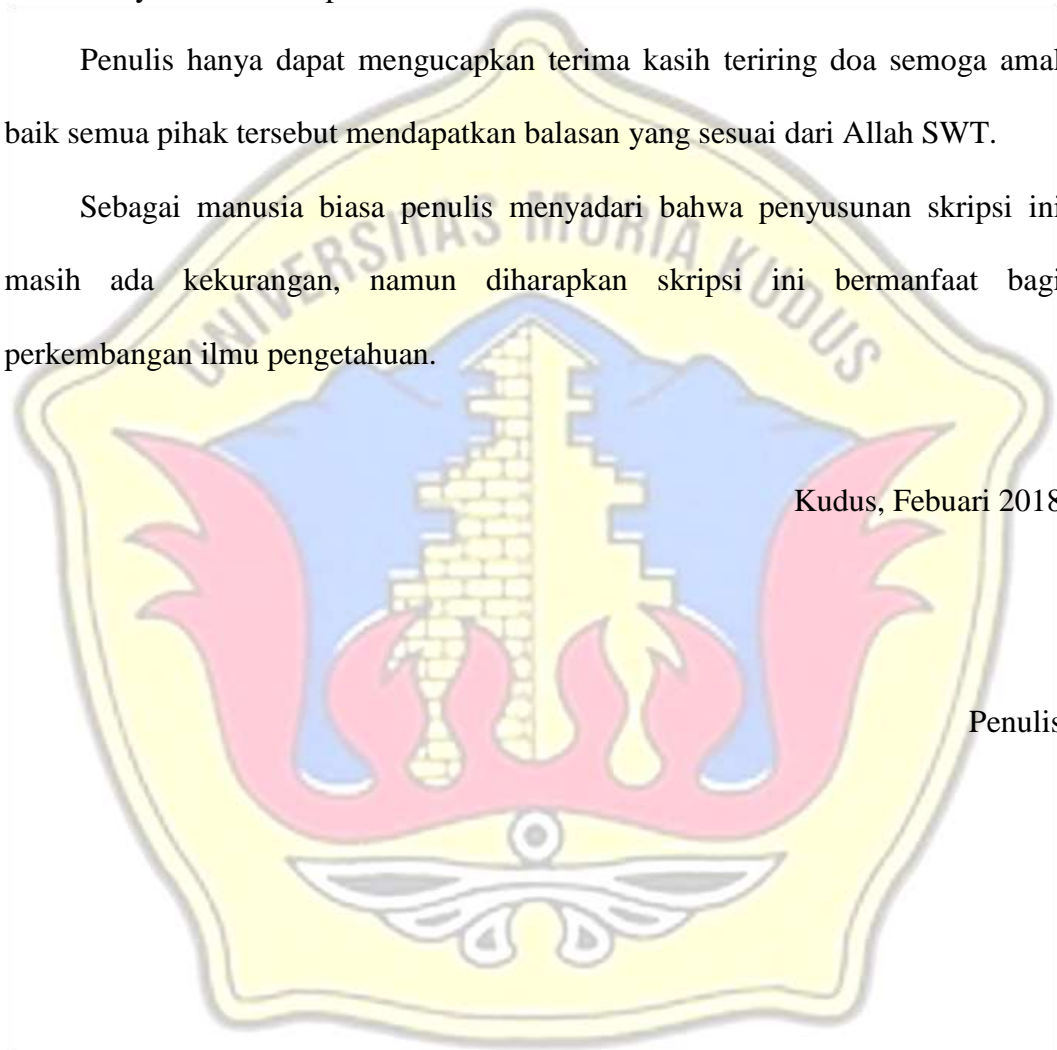 Penulis hanya dapat mengucapkan terima kasih teriring doa semoga amal
baik semua pihak tersebut mendapatkan balasan yang sesuai dari Allah SWT.
Sebagai manusia biasa penulis menyadari bahwa penyusunan skripsi ini
UNIVERSITAS MURIA KUDUS
masih ada kekurangan, namun diharapkan skripsi ini bermanfaat bagi
perkembangan ilmu pengetahuan.
Kudus, Febuari 2018
Penulis